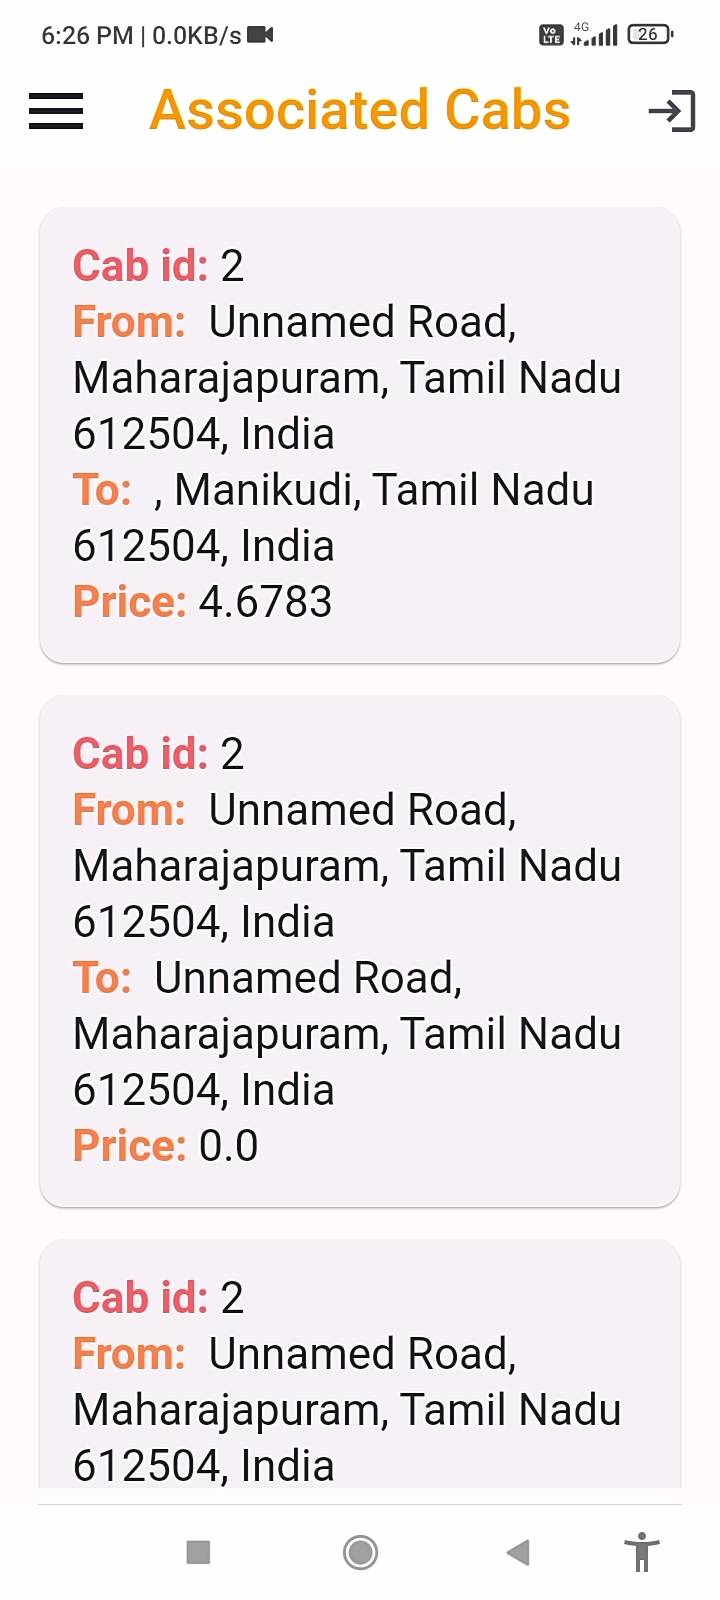 6:26 PM | 0.0KB/s
Vo LTE 4G 26
Associated Cabs
Cab id: 2
From: Unnamed Road,
Maharajapuram, Tamil Nadu
612504, India
To: , Manikudi, Tamil Nadu
612504, India
Price: 4.6783
Cab id: 2
From: Unnamed Road,
Maharajapuram, Tamil Nadu
612504, India
To: Unnamed Road,
Maharajapuram, Tamil Nadu
612504, India
Price: 0.0
Cab id: 2
From: Unnamed Road,
Maharajapuram, Tamil Nadu
612504, India